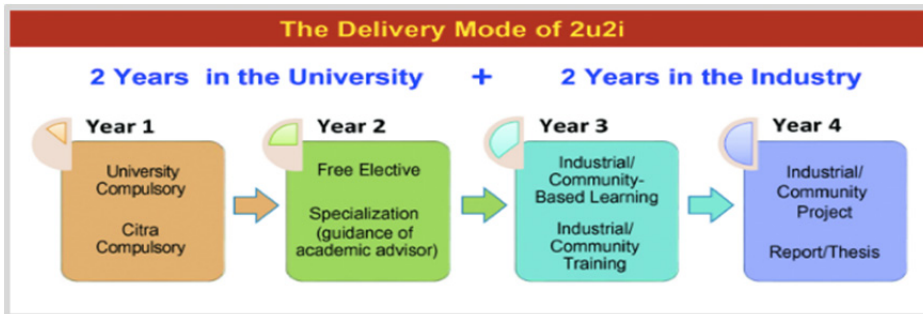 The Delivery Mode of 2u2i
2 Years in the University + 2 Years in the Industry
Year 1
University
Compulsory
Citra
Compulsory
Year 2
Free Elective
Specialization
(guidance of
academic advisor)
Year 3
Industrial/
Community-
Based Learning
Industrial/
Community
Training
Year 4
Industrial/
Community
Project
Report/Thesis